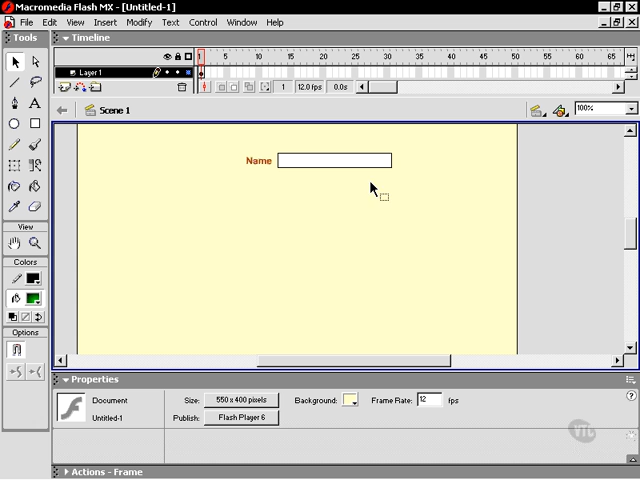 Macromedia Flash MX - [Untitled-1]
File Edit View Insert Modify Text Control Window Help
Tools
Timeline
1 5 10 15 20 25 30 35 40 45 50 55 60 65
Layer 1
1 12.0 fps 0.0s
Scene 1
100%
Name
View
Colors
Options
Properties
Document
Size: 550 x 400 pixels
Background:
Frame Rate: 12 fps
Untitled-1
Publish: Flash Player 6
VTC
Actions - Frame